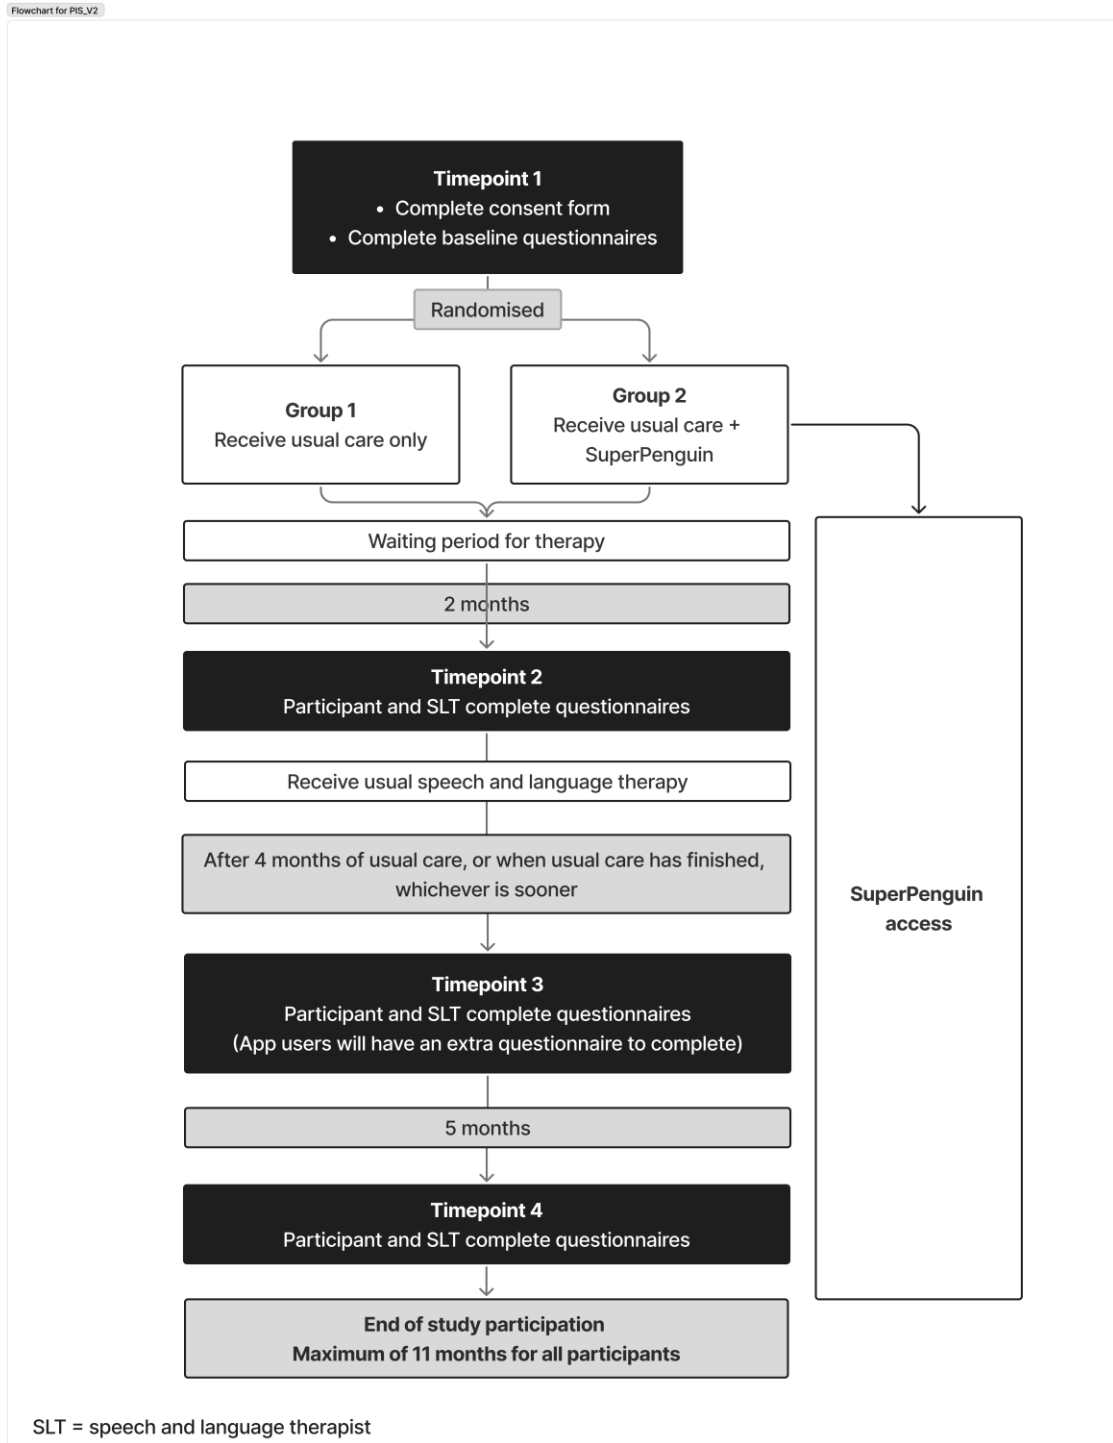 Flowchart for PIS_V2
Timepoint 1
• Complete consent form
• Complete baseline questionnaires
Randomised
Group 1
Receive usual care only
Group 2
Receive usual care +
SuperPenguin
Waiting period for therapy
2 months
Timepoint 2
Participant and SLT complete questionnaires
Receive usual speech and language therapy
After 4 months of usual care, or when usual care has finished,
whichever is sooner
SuperPenguin
access
Timepoint 3
Participant and SLT complete questionnaires
(App users will have an extra questionnaire to complete)
5 months
Timepoint 4
Participant and SLT complete questionnaires
End of study participation
Maximum of 11 months for all participants
SLT = speech and language therapist